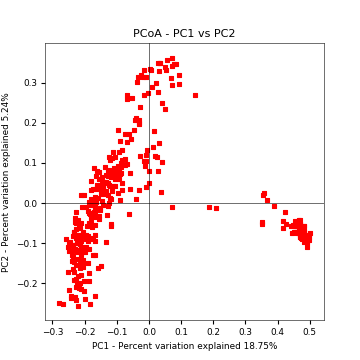 PCoA - PC1 vs PC2
PC2 - Percent variation explained 5.24%
0.3
0.2
0.1
0.0
−0.1
−0.2
−0.3 −0.2 −0.1 0.0 0.1 0.2 0.3 0.4 0.5
PC1 - Percent variation explained 18.75%